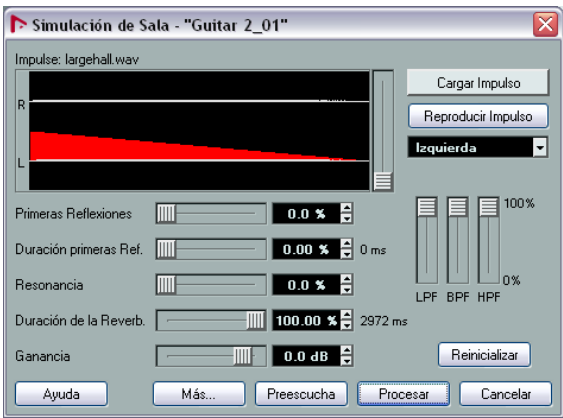 Simulación de Sala - "Guitar 2_01"
Impulse: largehall.wav
R
L
Cargar Impulso
Reproducir Impulso
Izquierda
Primeras Reflexiones 0.0 %
Duración primeras Ref. 0.00 % 0 ms
Resonancia 0.0 %
Duración de la Reverb. 100.00 % 2972 ms
Ganancia 0.0 dB
100%
0%
LPF BPF HPF
Reinicializar
Ayuda Más... Preescucha Procesar Cancelar